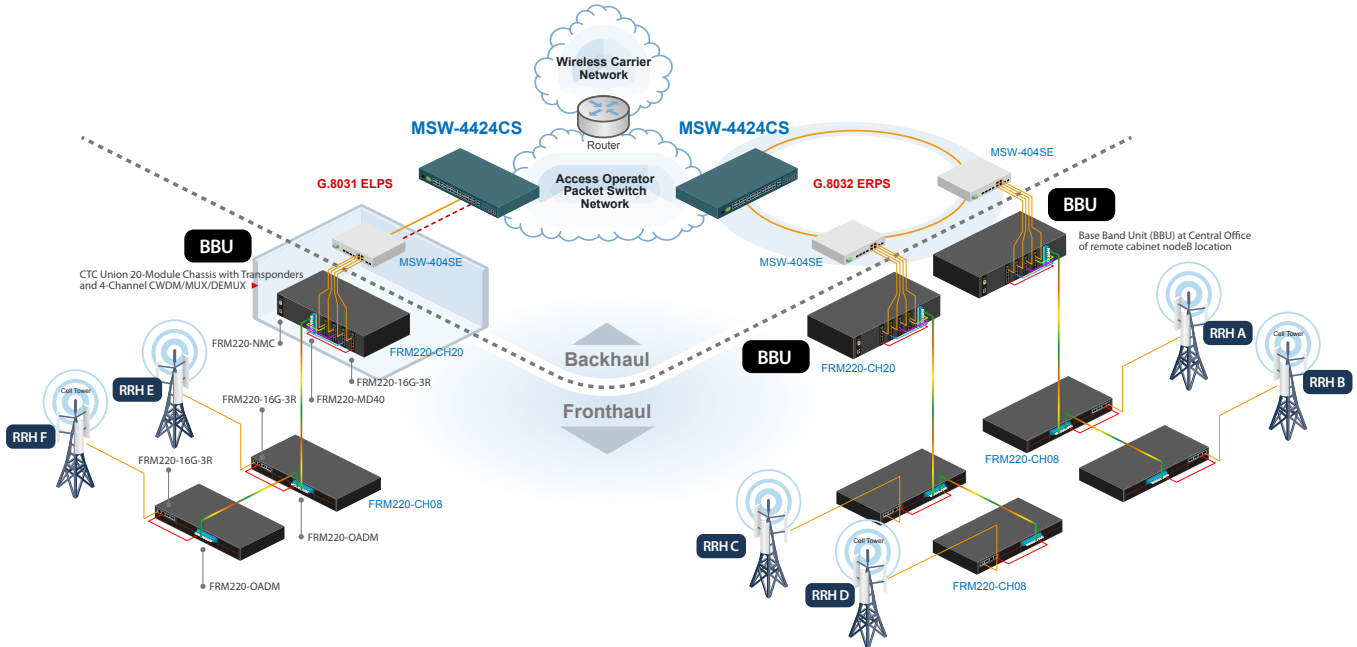 Wireless Carrier
Network
Router
MSW-4424CS
MSW-4424CS
Access Operator
Packet Switch
Network
G.8031 ELPS
G.8032 ERPS
MSW-404SE
MSW-404SE
MSW-404SE
BBU
CTC Union 20-Module Chassis with Transponders
and 4-Channel CWDM/MUX/DEMUX
BBU
Base Band Unit (BBU) at Central Office
of remote cabinet nodeB location
FRM220-NMC
FRM220-CH20
FRM220-16G-3R
FRM220-MD40
BBU
FRM220-CH20
Backhaul
Fronthaul
RRH E
Cell Tower
RRH F
FRM220-16G-3R
FRM220-16G-3R
FRM220-CH08
FRM220-OADM
FRM220-OADM
RRH A
Cell Tower
RRH B
FRM220-CH08
RRH C
Cell Tower
RRH D
FRM220-CH08